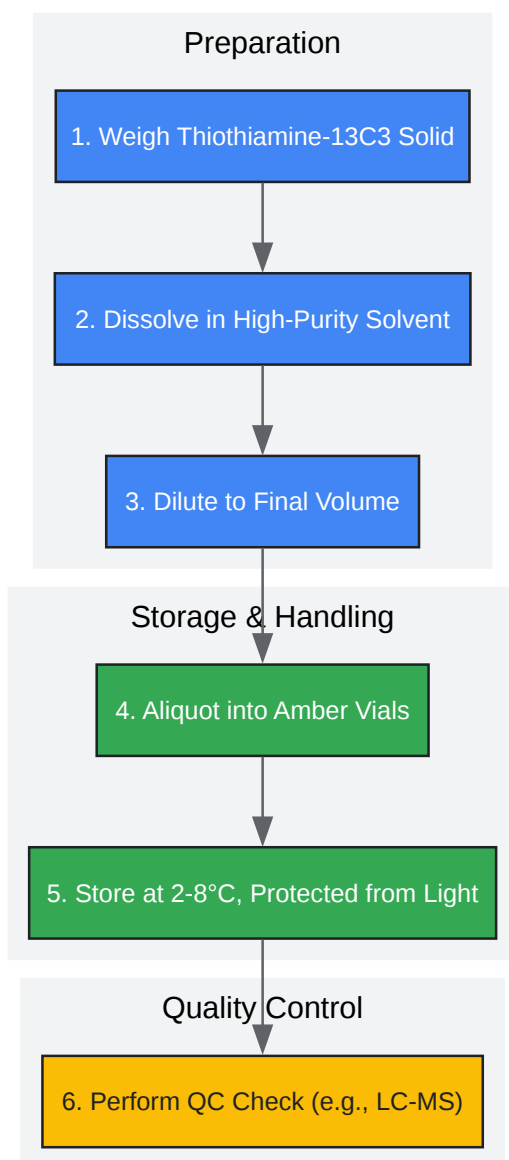 Preparation
1. Weigh Thiothiamine-13C3 Solid
2. Dissolve in High-Purity Solvent
3. Dilute to Final Volume
Storage & Handling
4. Aliquot into Amber Vials
5. Store at 2-8°C, Protected from Light
Quality Control
6. Perform QC Check (e.g., LC-MS)